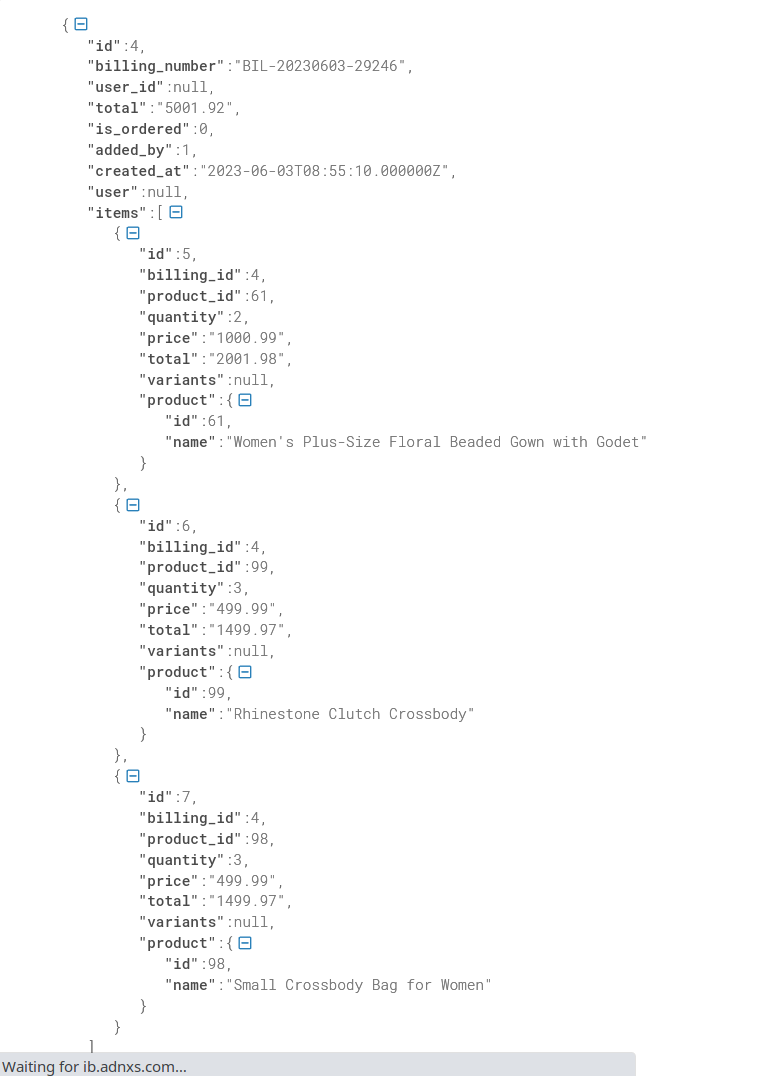 {
"id":4,
"billing_number":"BIL-20230603-29246",
"user_id":null,
"total":"5001.92",
"is_ordered":0,
"added_by":1,
"created_at":"2023-06-03T08:55:10.000000Z",
"user":null,
"items":[
{
"id":5,
"billing_id":4,
"product_id":61,
"quantity":2,
"price":"1000.99",
"total":"2001.98",
"variants":null,
"product":{
"id":61,
"name":"Women's Plus-Size Floral Beaded Gown with Godet"
}
},
{
"id":6,
"billing_id":4,
"product_id":99,
"quantity":3,
"price":"499.99",
"total":"1499.97",
"variants":null,
"product":{
"id":99,
"name":"Rhinestone Clutch Crossbody"
}
},
{
"id":7,
"billing_id":4,
"product_id":98,
"quantity":3,
"price":"499.99",
"total":"1499.97",
"variants":null,
"product":{
"id":98,
"name":"Small Crossbody Bag for Women"
}
}
]
Waiting for ib.adnxs.com...